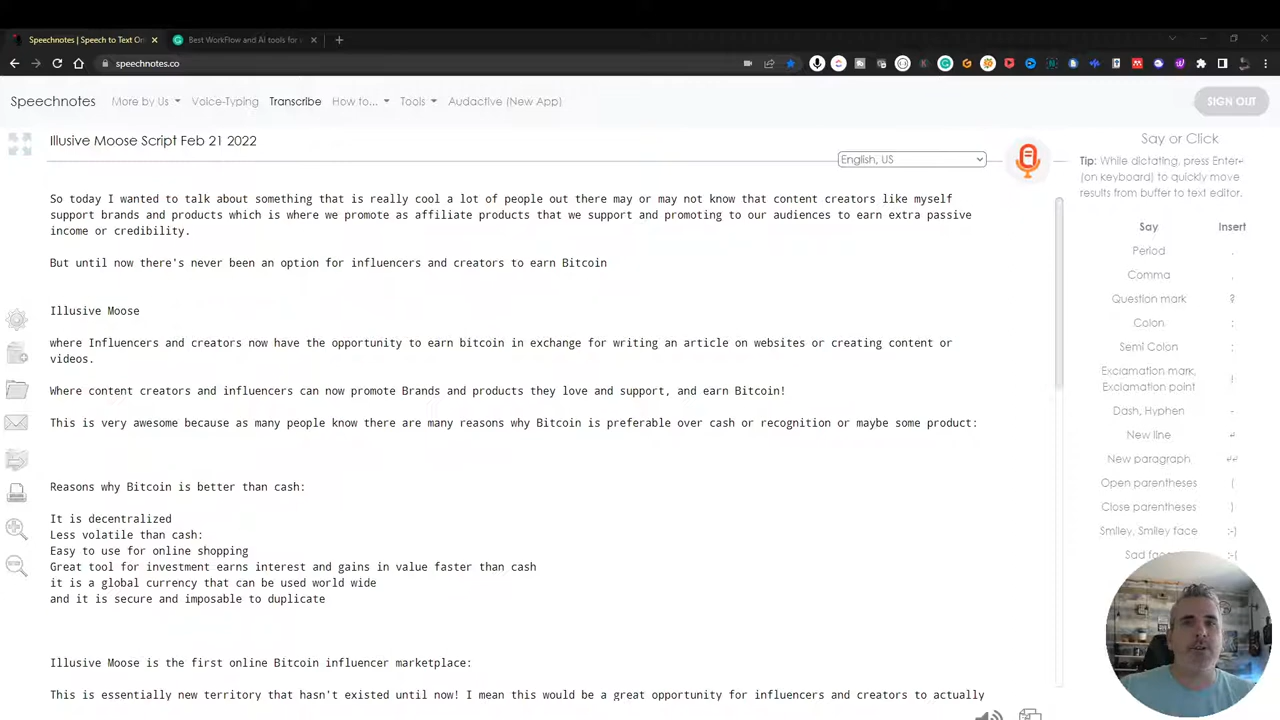 Speechnotes | Speech to Text On
Best WorkFlow and AI tools for
speechnotes.co
Speechnotes
More by Us
Voice-Typing
Transcribe
How to...
Tools
Audactive (New App)
SIGN OUT
Illusive Moose Script Feb 21 2022
English, US
So today I wanted to talk about something that is really cool a lot of people out there may or may not know that content creators like myself
support brands and products which is where we promote as affiliate products that we support and promoting to our audiences to earn extra passive
income or credibility.
But until now there's never been an option for influencers and creators to earn Bitcoin
Illusive Moose
where Influencers and creators now have the opportunity to earn bitcoin in exchange for writing an article on websites or creating content or
videos.
Where content creators and influencers can now promote Brands and products they love and support, and earn Bitcoin!
This is very awesome because as many people know there are many reasons why Bitcoin is preferable over cash or recognition or maybe some product:
Reasons why Bitcoin is better than cash:
It is decentralized
Less volatile than cash:
Easy to use for online shopping
Great tool for investment earns interest and gains in value faster than cash
it is a global currency that can be used world wide
and it is secure and imposable to duplicate
Illusive Moose is the first online Bitcoin influencer marketplace:
This is essentially new territory that hasn't existed until now! I mean this would be a great opportunity for influencers and creators to actually
Say or Click
Tip: While dictating, press Enter↵
(on keyboard) to quickly move
results from buffer to text editor.
Say Insert
Period .
Comma ,
Question mark ?
Colon :
Semi Colon ;
Exclamation mark,
Exclamation point !
Dash, Hyphen -
New line ↵
New paragraph ↵↵
Open parentheses (
Close parentheses )
Smiley, Smiley face :-)
Sad face :-(